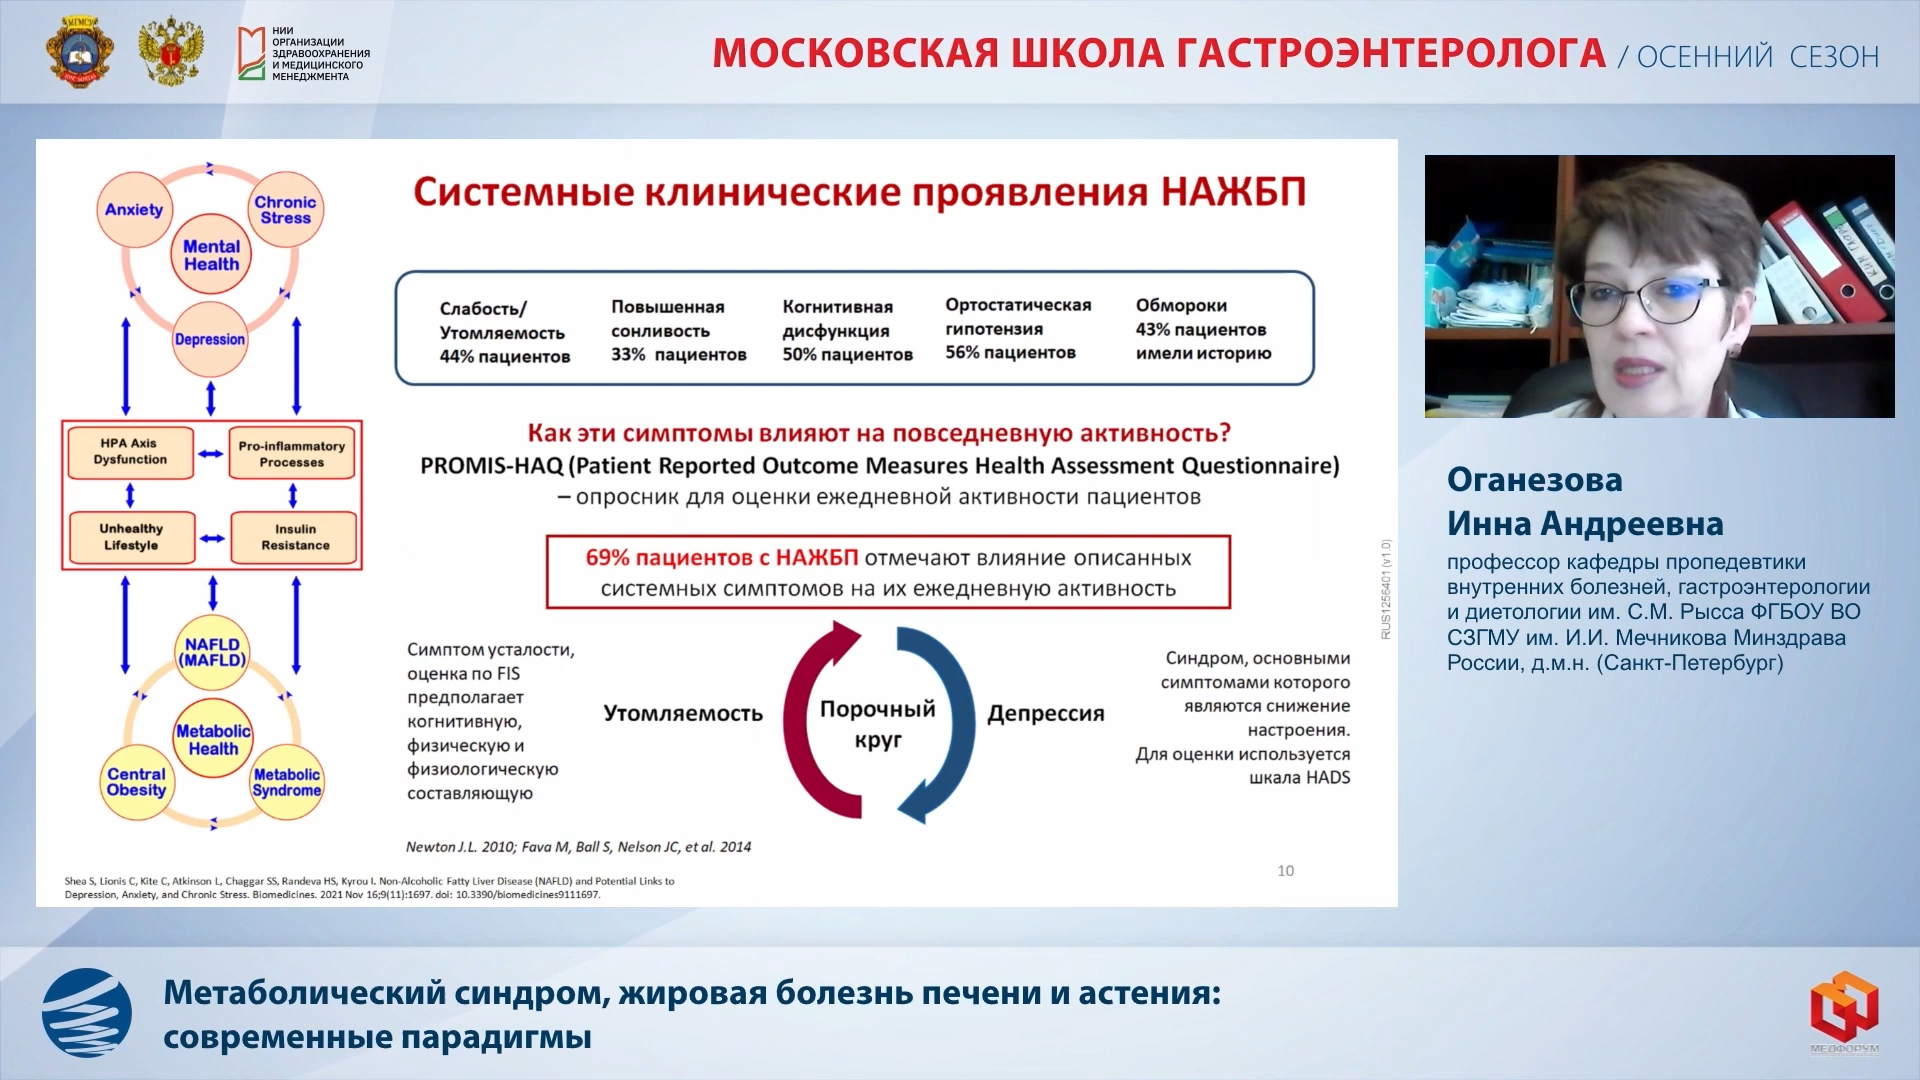 НИИ
ОРГАНИЗАЦИИ
ЗДРАВООХРАНЕНИЯ
И МЕДИЦИНСКОГО
МЕНЕДЖМЕНТА
МОСКОВСКАЯ ШКОЛА ГАСТРОЭНТЕРОЛОГА / ОСЕННИЙ СЕЗОН
Anxiety
Chronic
Stress
Mental
Health
Depression
HPA Axis
Dysfunction
Pro-inflammatory
Processes
Unhealthy
Lifestyle
Insulin
Resistance
NAFLD
(MAFLD)
Metabolic
Health
Central
Obesity
Metabolic
Syndrome
Системные клинические проявления НАЖБП
Слабость/
Утомляемость
44% пациентов
Повышенная
сонливость
33% пациентов
Когнитивная
дисфункция
50% пациентов
Ортостатическая
гипотензия
56% пациентов
Обмороки
43% пациентов
имели историю
Как эти симптомы влияют на повседневную активность?
PROMIS-HAQ (Patient Reported Outcome Measures Health Assessment Questionnaire)
– опросник для оценки ежедневной активности пациентов
69% пациентов с НАЖБП отмечают влияние описанных
системных симптомов на их ежедневную активность
Симптом усталости,
оценка по FIS
предполагает
когнитивную,
физическую и
физиологическую
составляющую
Утомляемость
Порочный
круг
Депрессия
Синдром, основными
симптомами которого
являются снижение
настроения.
Для оценки используется
шкала HADS
Newton J.L. 2010; Fava M, Ball S, Nelson JC, et al. 2014
10
Shea S, Lionis C, Kite C, Atkinson L, Chaggar SS, Randeva HS, Kyrou I. Non-Alcoholic Fatty Liver Disease (NAFLD) and Potential Links to
Depression, Anxiety, and Chronic Stress. Biomedicines. 2021 Nov 16;9(11):1697. doi: 10.3390/biomedicines9111697.
RUS1256401 (v1.0)
Оганезова
Инна Андреевна
профессор кафедры пропедевтики
внутренних болезней, гастроэнтерологии
и диетологии им. С.М. Рысса ФГБОУ ВО
СЗГМУ им. И.И. Мечникова Минздрава
России, д.м.н. (Санкт-Петербург)
Метаболический синдром, жировая болезнь печени и астения:
современные парадигмы
МЕДФОРУМ